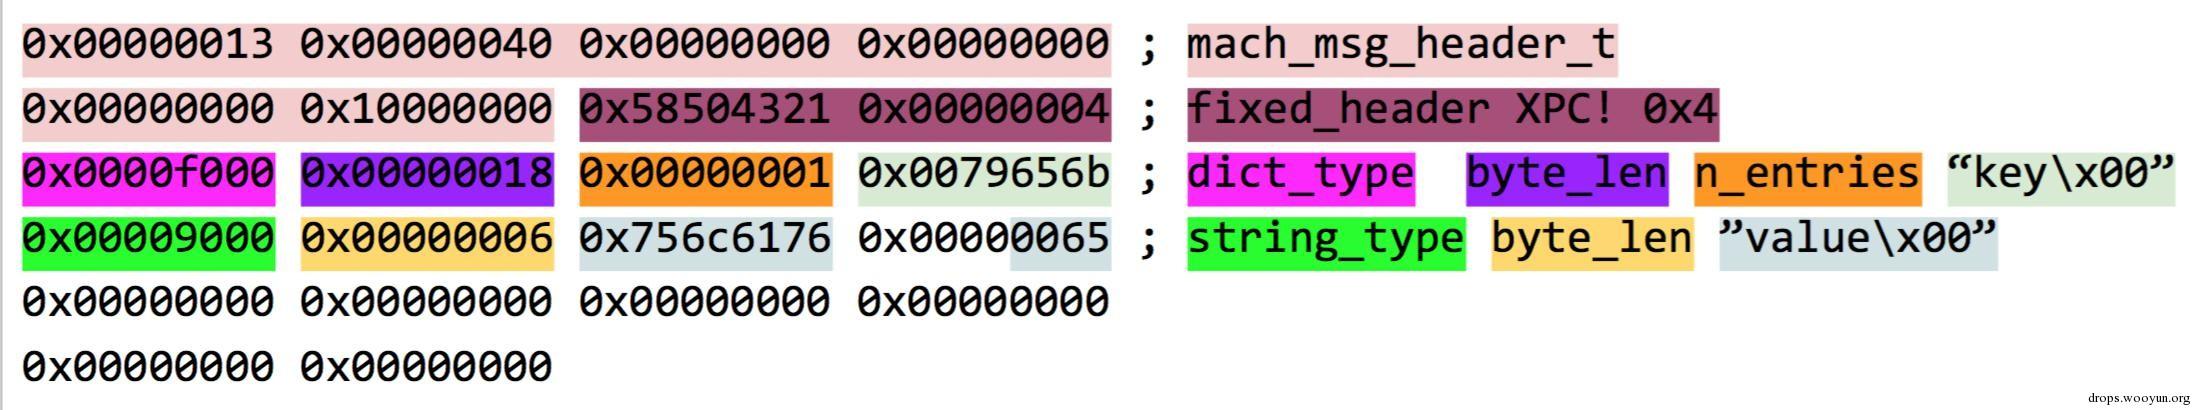 0x00000013 0x00000040 0x00000000 0x00000000 ; mach_msg_header_t
0x00000000 0x10000000 0x58504321 0x00000004 ; fixed_header XPC! 0x4
0x0000f000 0x00000018 0x00000001 0x0079656b ; dict_type byte_len n_entries “key\x00”
0x00009000 0x00000006 0x756c6176 0x00000065 ; string_type byte_len ”value\x00”
0x00000000 0x00000000 0x00000000 0x00000000
0x00000000 0x00000000
drops.wooyun.org